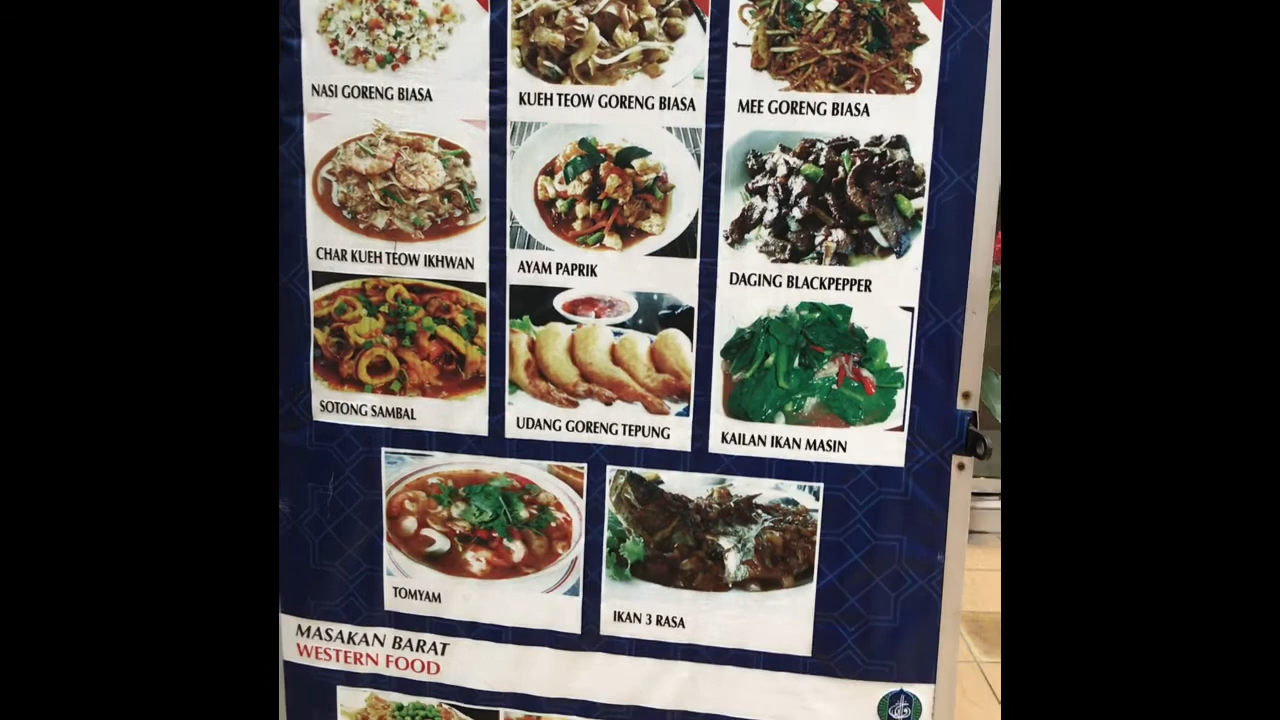 NASI GORENG BIASA
KUEH TEOW GORENG BIASA
MEE GORENG BIASA
CHAR KUEH TEOW IKHWAN
AYAM PAPRIK
DAGING BLACKPEPPER
SOTONG SAMBAL
UDANG GORENG TEPUNG
KAILAN IKAN MASIN
TOMYAM
IKAN 3 RASA
MASAKAN BARAT
WESTERN FOOD